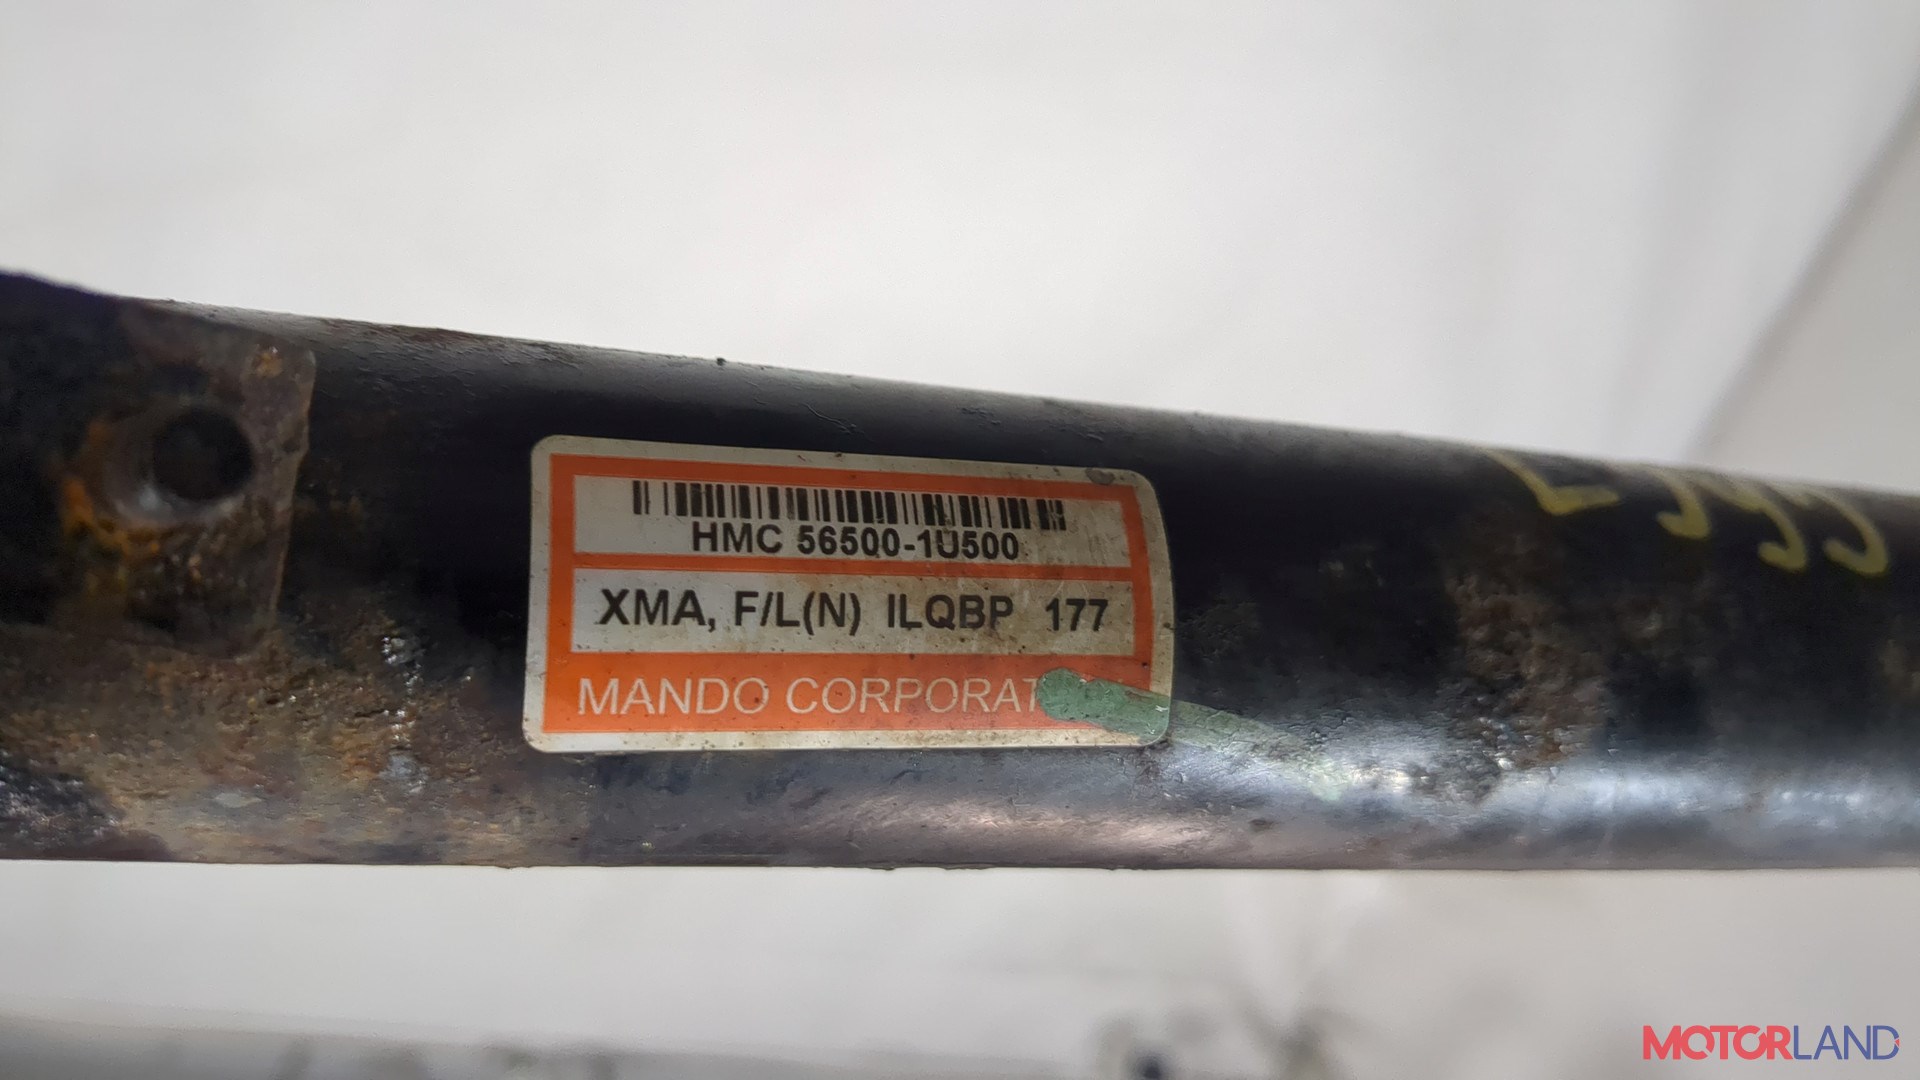 HMC 56500-1U500
XMA, F/L(N) ILQBP 177
MANDO CORPORAT
MOTORLAND